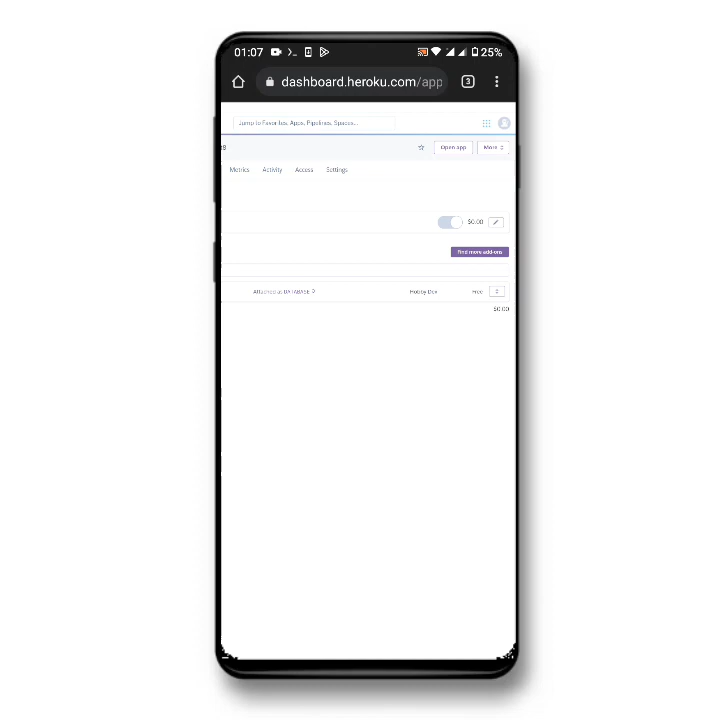 01:07 25%
dashboard.heroku.com/app 3
Jump to Favorites, Apps, Pipelines, Spaces...
Open app More
Metrics Activity Access Settings
$0.00
Find more add-ons
Attached as DATABASE Hobby Dev Free
$0.00